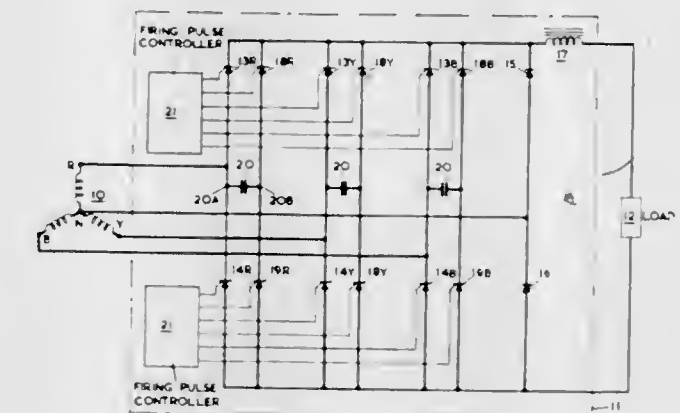 FIRING PULSE
CONTROLLER
13R 18R 13Y 18Y 13B 18B 15
17
21
R
20 20 20
10
20A 20B
N
B Y
12 LOAD
14R 19R 14Y 19Y 14B 19B 16
21
FIRING PULSE
CONTROLLER
11